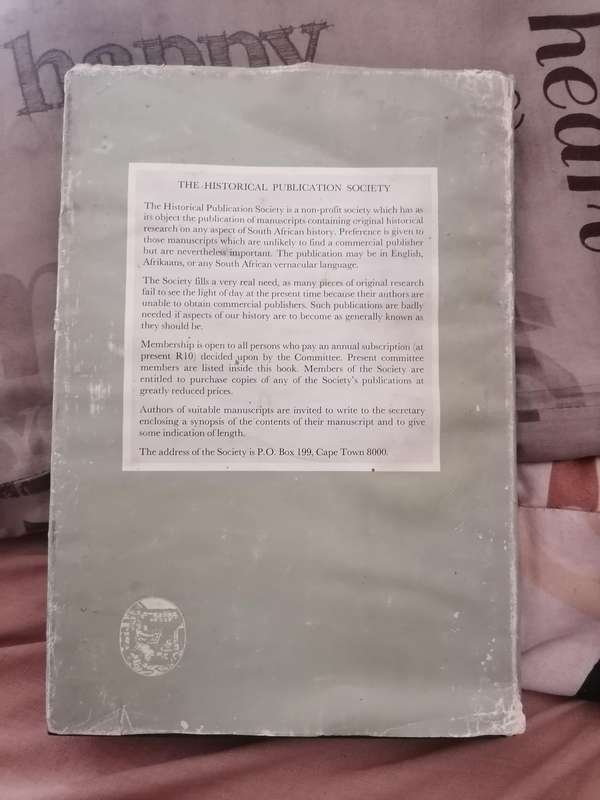 happy
hear
THE HISTORICAL PUBLICATION SOCIETY
The Historical Publication Society is a non-profit society which has as
its object the publication of manuscripts containing original historical
research on any aspect of South African history. Preference is given to
those manuscripts which are unlikely to find a commercial publisher
but are nevertheless important. The publication may be in English,
Afrikaans, or any South African vernacular language.
The Society fills a very real need, as many pieces of original research
fail to see the light of day at the present time because their authors are
unable to obtain commercial publishers. Such publications are badly
needed if aspects of our history are to become as generally known as
they should be.
Membership is open to all persons who pay an annual subscription (at
present R10) decided upon by the Committee. Present committee
members are listed inside this book. Members of the Society are
entitled to purchase copies of any of the Society's publications at
greatly reduced prices.
Authors of suitable manuscripts are invited to write to the secretary
enclosing a synopsis of the contents of their manuscript and to give
some indication of length.
The address of the Society is P.O. Box 199, Cape Town 8000.